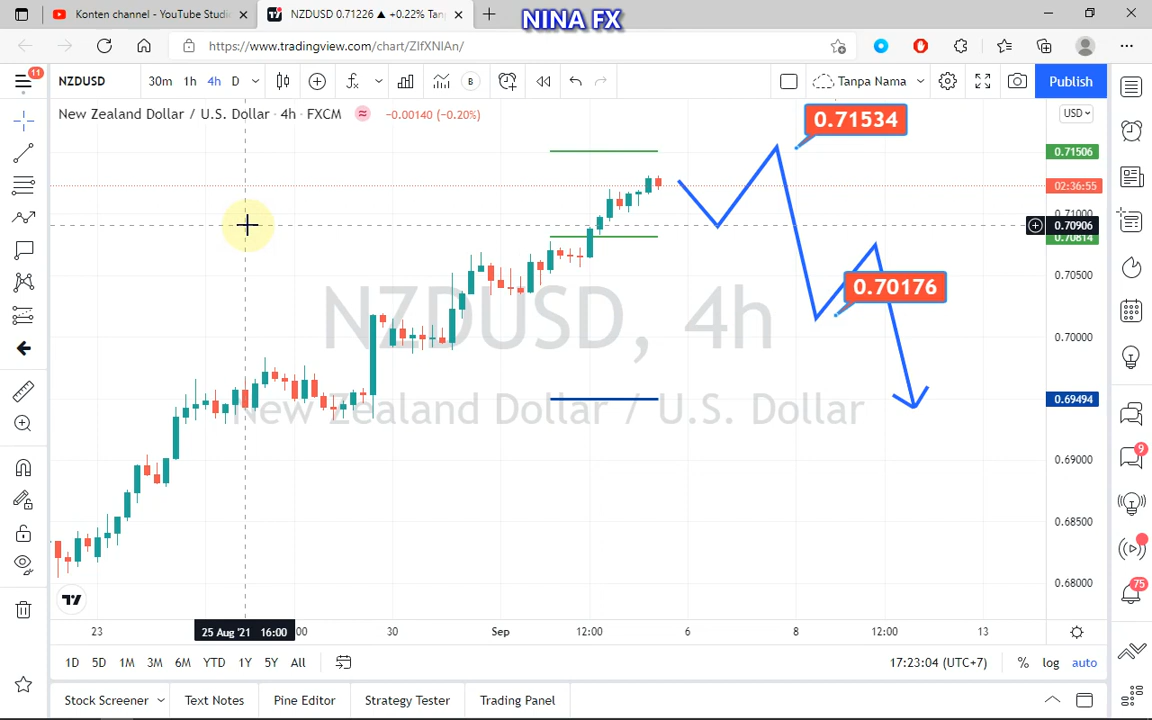 Konten channel - YouTube Studi
NZDUSD 0.71226 ▲ +0.22% Tan
NINA FX
https://www.tradingview.com/chart/ZIfXNIAn/
11
NZDUSD
30m 1h 4h D
B
Tanpa Nama
Publish
New Zealand Dollar / U.S. Dollar · 4h · FXCM
≈
−0.00140 (−0.20%)
USD
0.71534
0.71506
02:36:55
0.71000
0.70906
0.70814
0.70500
0.70176
NZDUSD, 4h
0.70000
New Zealand Dollar / U.S. Dollar
0.69494
0.69000
0.68500
0.68000
9
75
23
25 Aug '21 16:00
:00
30
Sep
12:00
6
8
12:00
13
1D 5D 1M 3M 6M YTD 1Y 5Y All
17:23:04 (UTC+7)
% log auto
Stock Screener
Text Notes
Pine Editor
Strategy Tester
Trading Panel